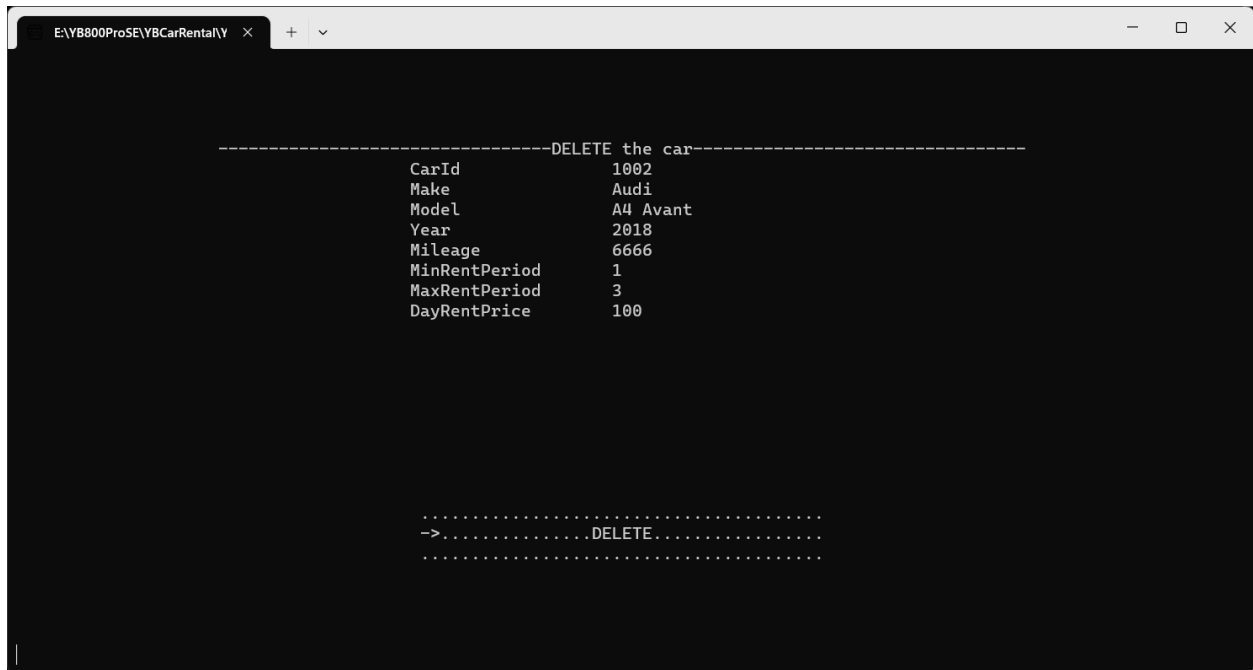 E:\YB800ProSE\YBCarRental\Y
---------------------------------DELETE the car---------------------------------
CarId 1002
Make Audi
Model A4 Avant
Year 2018
Mileage 6666
MinRentPeriod 1
MaxRentPeriod 3
DayRentPrice 100
........................................
->...............DELETE.................
........................................